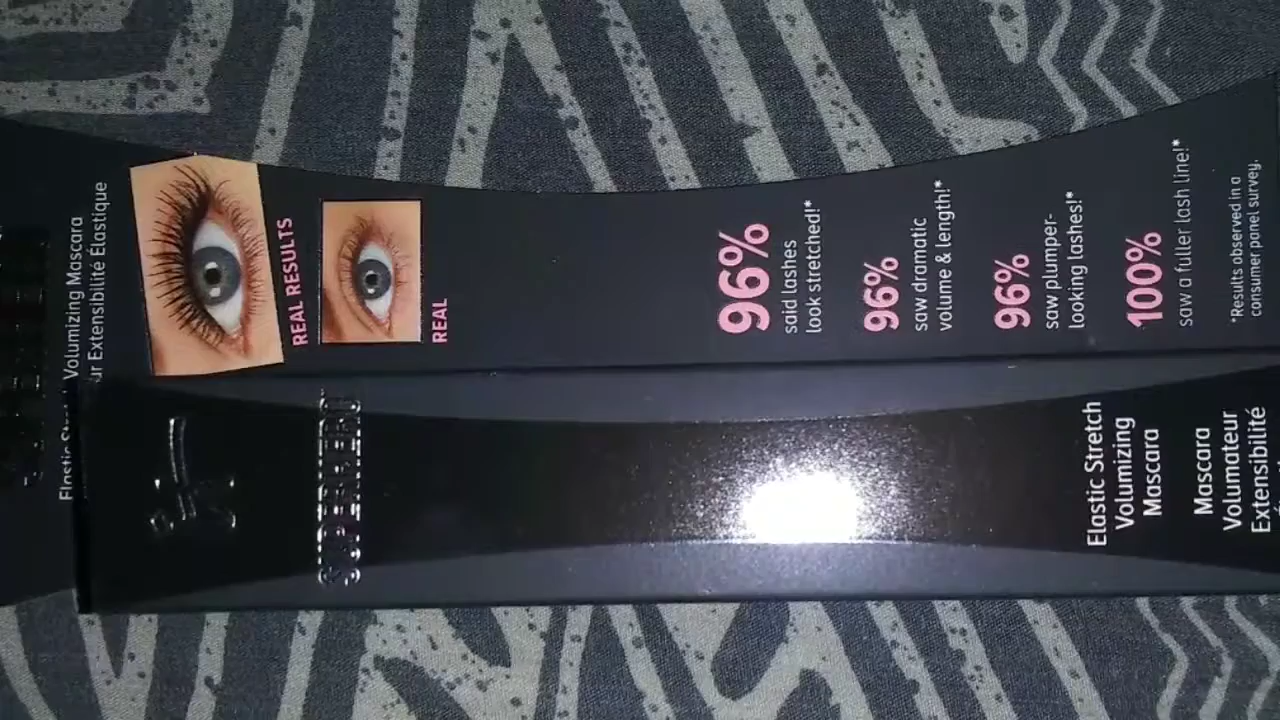 Elastic
Volumizing Mascara
ur Extensibilité Élastique
REAL RESULTS
REAL
96%
said lashes
look stretched!*
96%
saw dramatic
volume & length!*
96%
saw plumper-
looking lashes!*
100%
saw a fuller lash line!*
*Results observed in a
consumer panel survey.
it
SUPERHERO
Elastic Stretch
Volumizing
Mascara
Mascara
Volumateur
Extensibilité